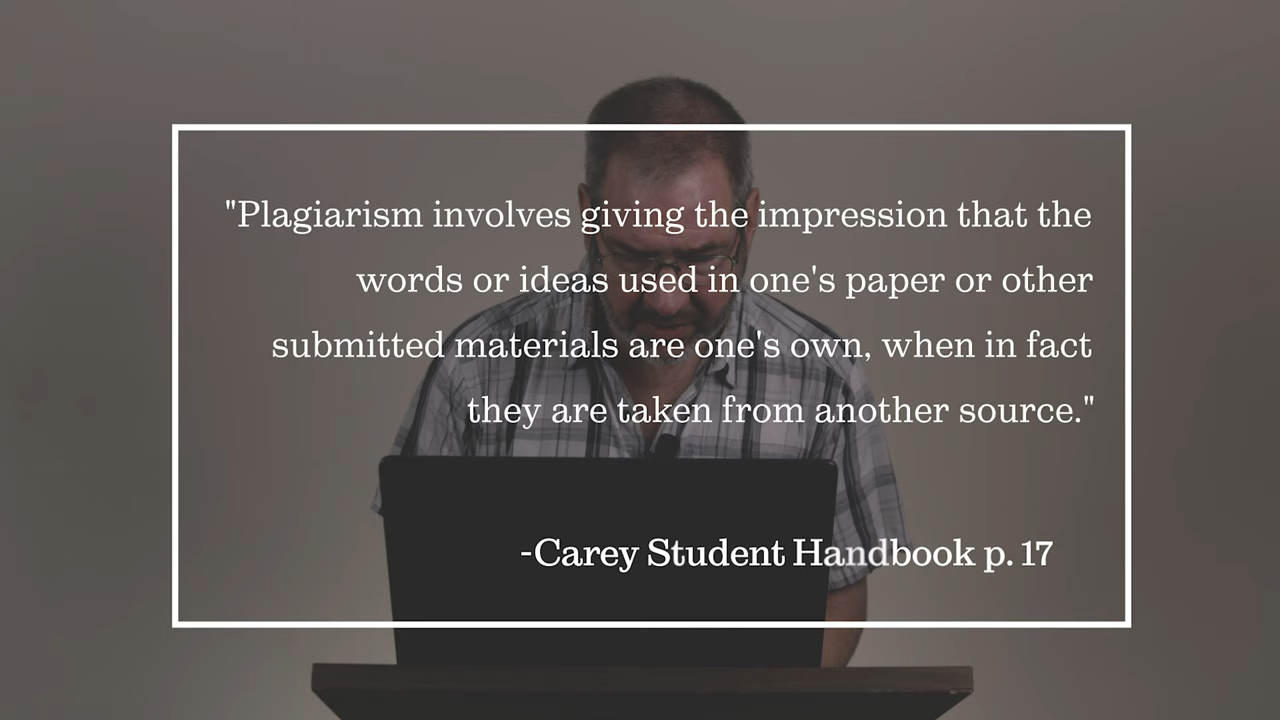 "Plagiarism involves giving the impression that the
words or ideas used in one's paper or other
submitted materials are one's own, when in fact
they are taken from another source."
-Carey Student Handbook p. 17